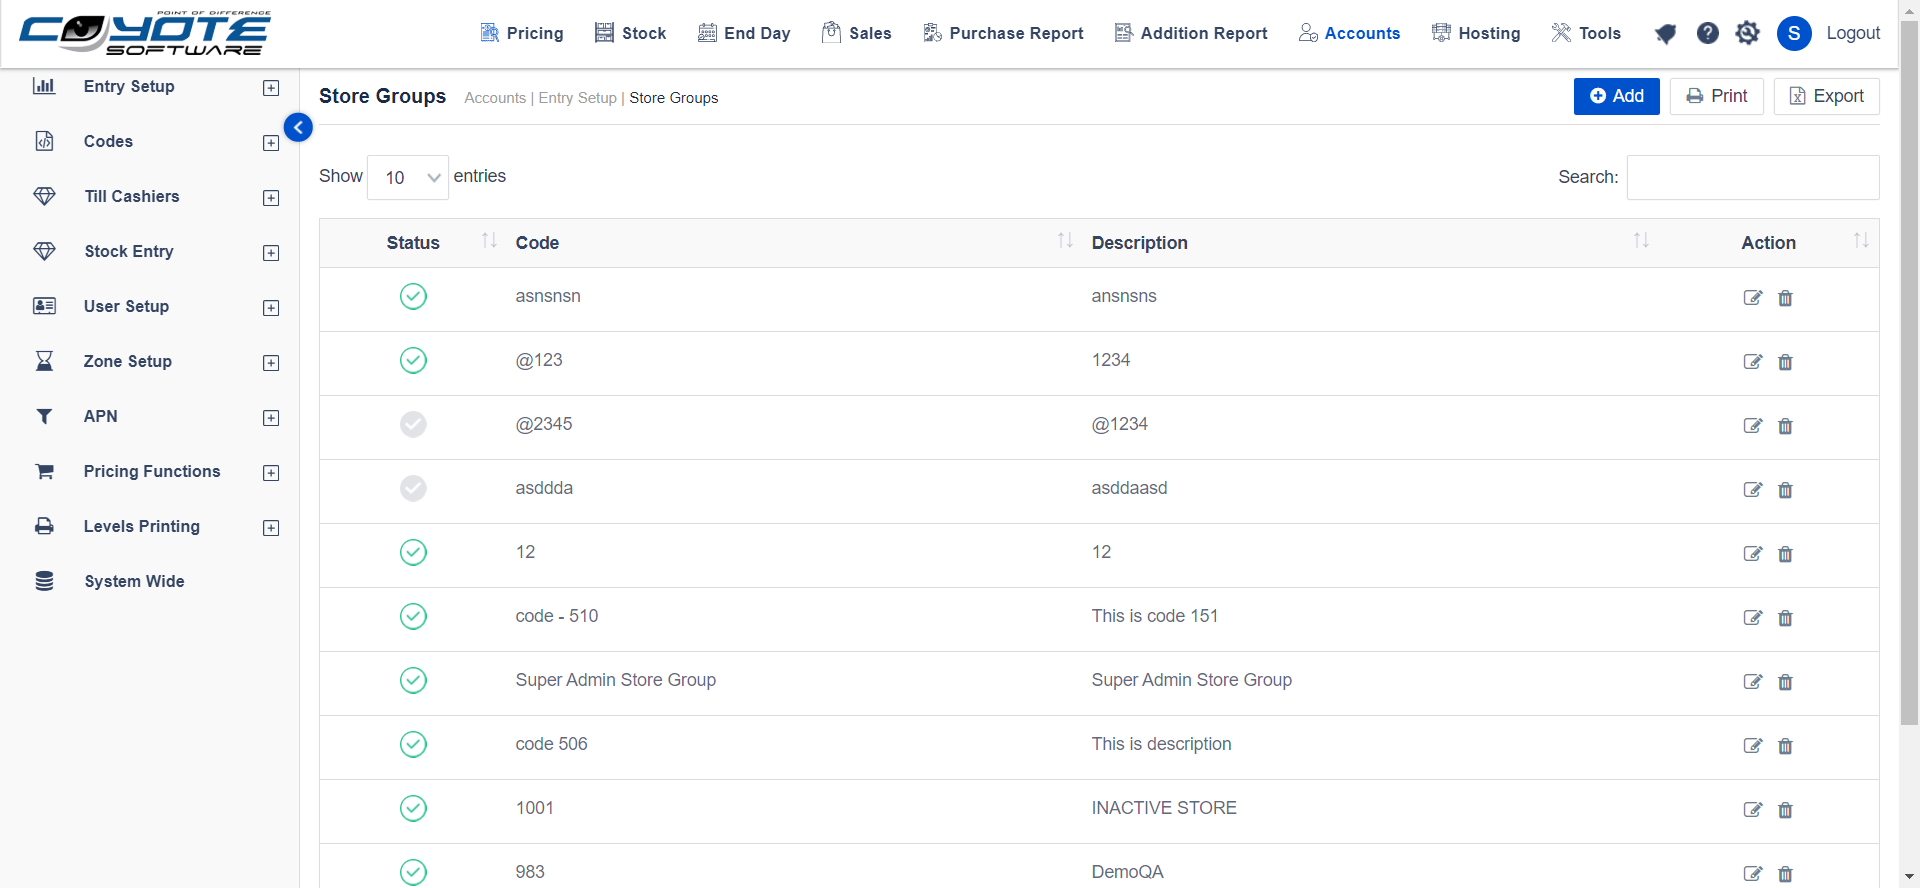 POINT OF DIFFERENCE
COYOTE
SOFTWARE
Pricing
Stock
End Day
Sales
Purchase Report
Addition Report
Accounts
Hosting
Tools
S
Logout
Entry Setup
Codes
Till Cashiers
Stock Entry
User Setup
Zone Setup
APN
Pricing Functions
Levels Printing
System Wide
Store Groups
Accounts | Entry Setup | Store Groups
Add
Print
Export
Show 10 entries
Search:
Status Code Description Action
asnsnsn ansnsns
@123 1234
@2345 @1234
asddda asddaasd
12 12
code - 510 This is code 151
Super Admin Store Group Super Admin Store Group
code 506 This is description
1001 INACTIVE STORE
983 DemoQA